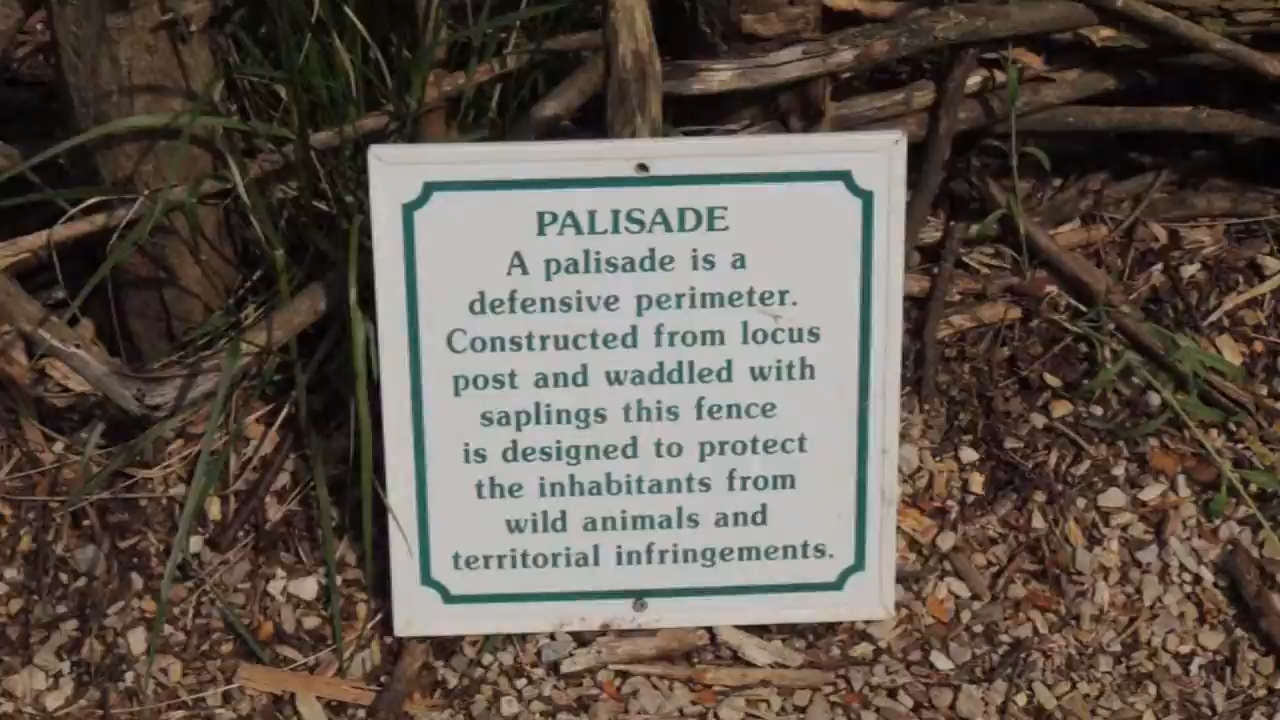 PALISADE
A palisade is a
defensive perimeter.
Constructed from locus
post and waddled with
saplings this fence
is designed to protect
the inhabitants from
wild animals and
territorial infringements.